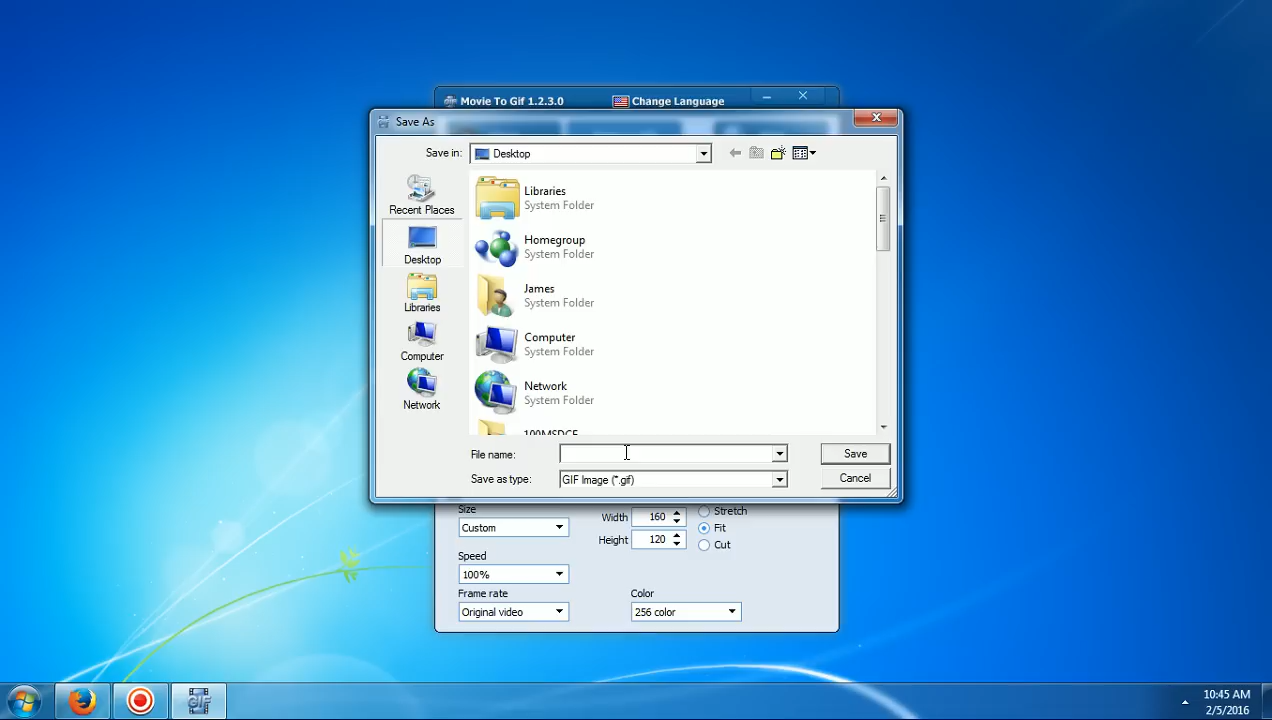 Movie To Gif 1.2.3.0
Change Language
Save As
Save in:
Desktop
Recent Places
Desktop
Libraries
Computer
Network
Libraries
System Folder
Homegroup
System Folder
James
System Folder
Computer
System Folder
Network
System Folder
100MSDCF
File name:
Save
Save as type:
GIF Image (*.gif)
Cancel
Size
Custom
Width
160
Height
120
Stretch
Fit
Cut
Speed
100%
Frame rate
Original video
Color
256 color
GIF
10:45 AM
2/5/2016